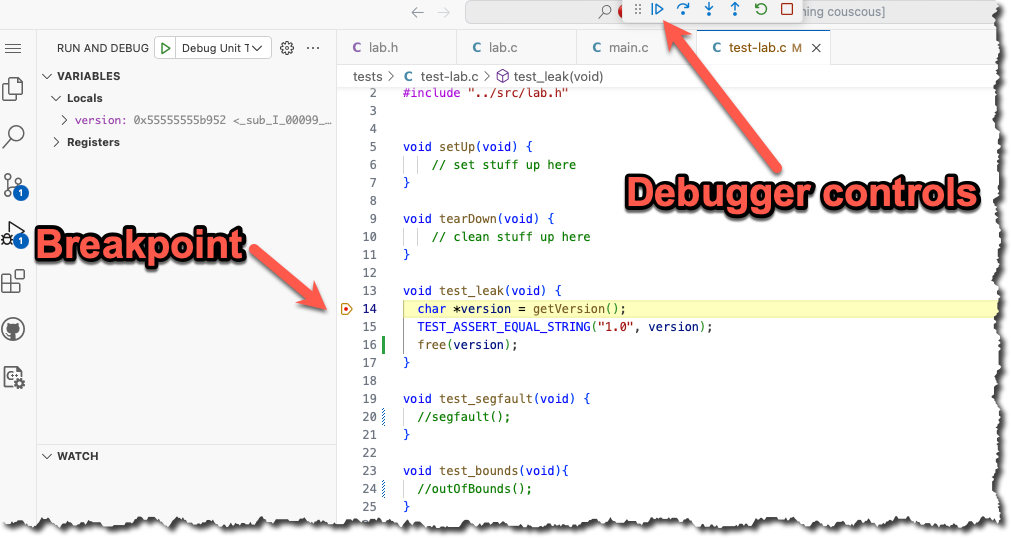 ning couscous]
RUN AND DEBUG Debug Unit T
lab.h lab.c main.c test-lab.c M
VARIABLES
tests > C test-lab.c > test_leak(void)
Locals
version: 0x55555555b952 <_sub_I_00099_…
Registers
2 #include "../src/lab.h"
3
4
5 void setUp(void) {
6 // set stuff up here
7 }
8
9 void tearDown(void) {
10 // clean stuff up here
11 }
12
13 void test_leak(void) {
14 char *version = getVersion();
15 TEST_ASSERT_EQUAL_STRING("1.0", version);
16 free(version);
17 }
18
19 void test_segfault(void) {
20 //segfault();
21 }
22
23 void test_bounds(void){
24 //outOfBounds();
25 }
1
1
Debugger controls
Breakpoint
WATCH